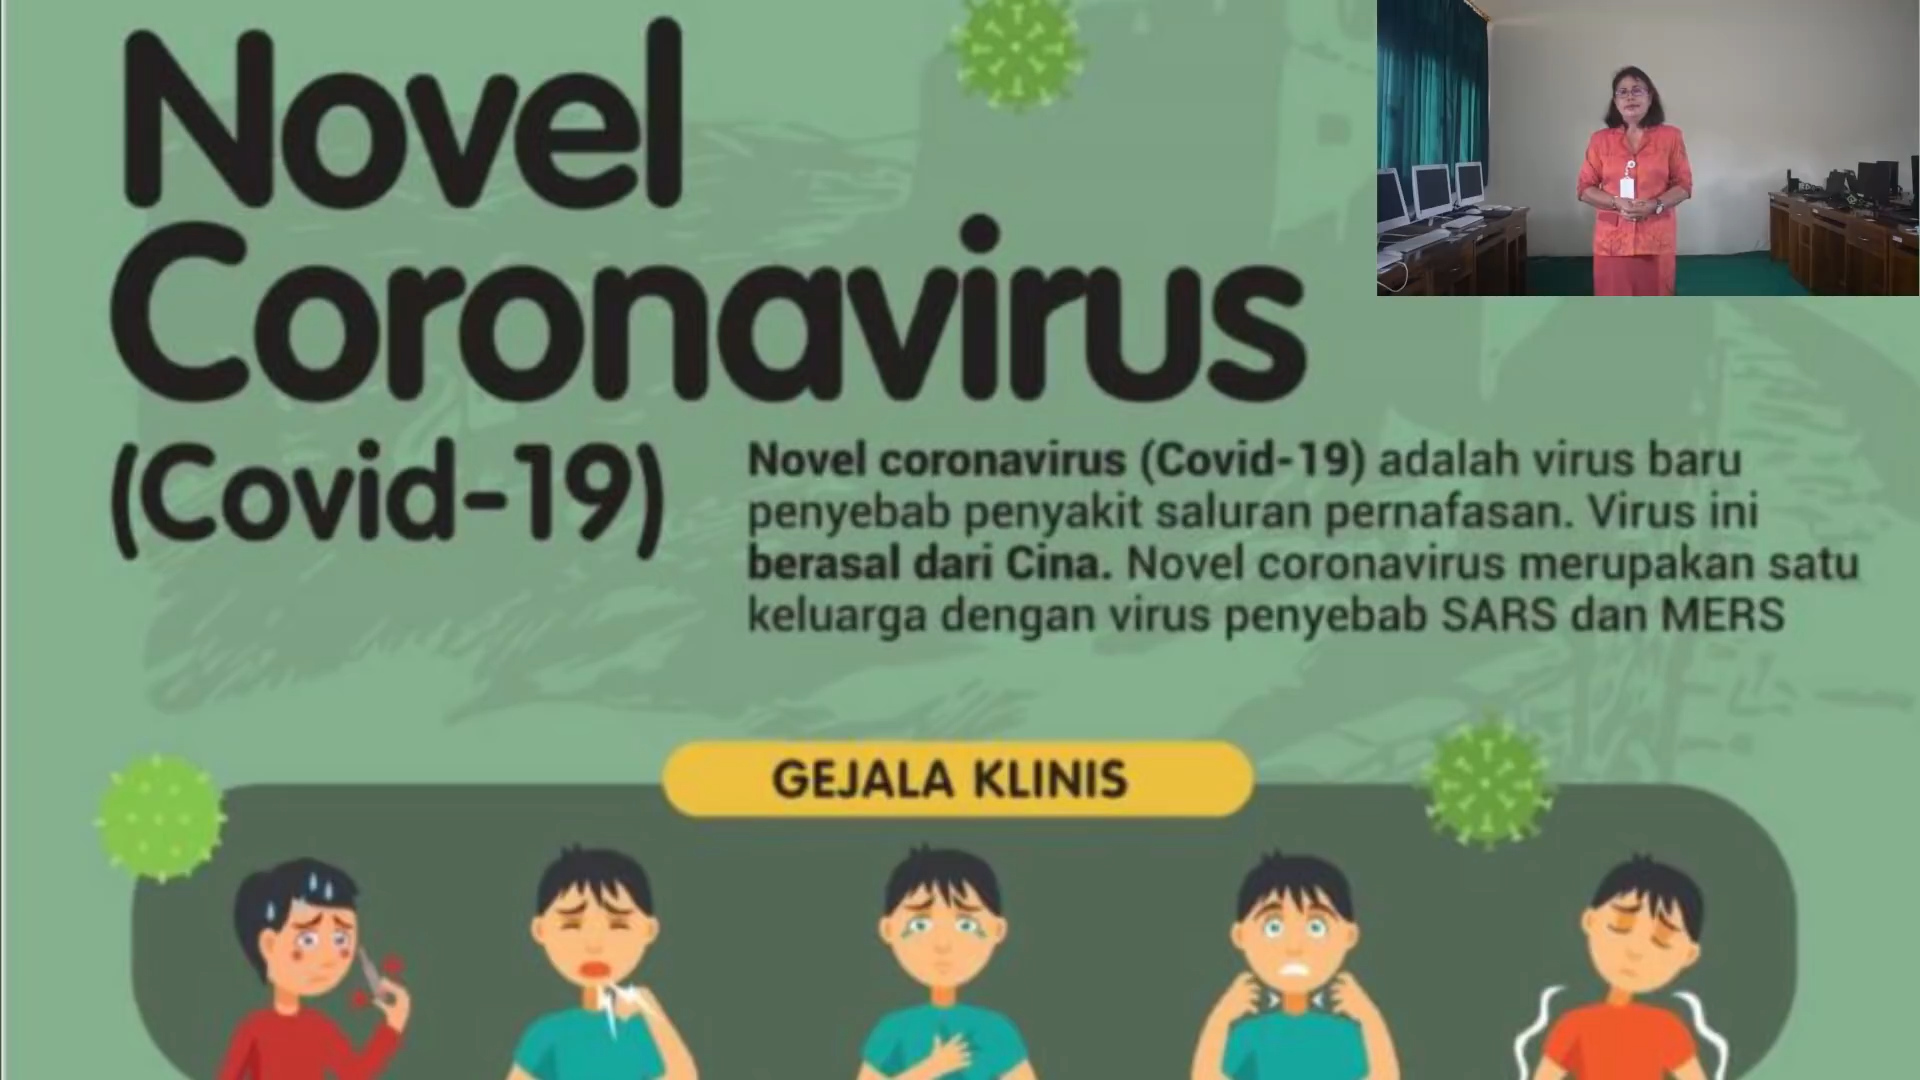 Novel
Coronavirus
(Covid-19)
Novel coronavirus (Covid-19) adalah virus baru
penyebab penyakit saluran pernafasan. Virus ini
berasal dari Cina. Novel coronavirus merupakan satu
keluarga dengan virus penyebab SARS dan MERS
GEJALA KLINIS